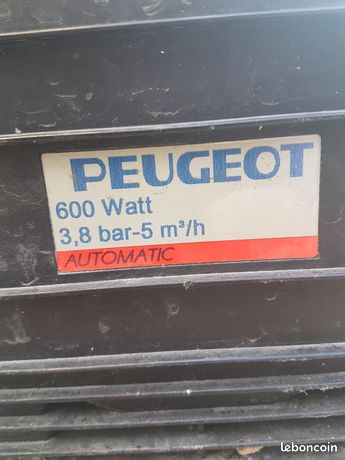 PEUGEOT
600 Watt
3,8 bar-5 m³/h
AUTOMATIC
leboncoin